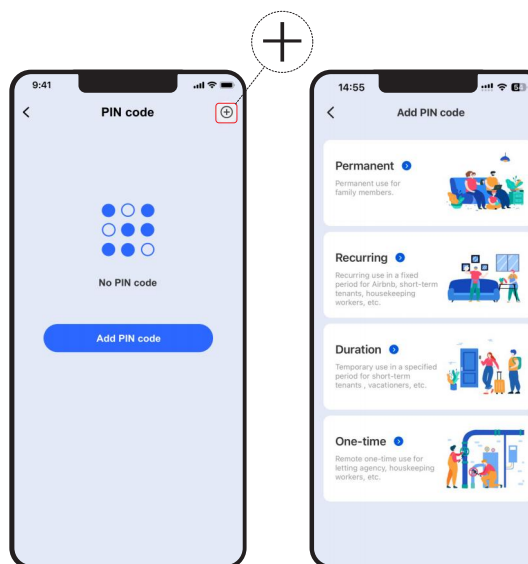 9:41
PIN code
No PIN code
Add PIN code
14:55
Add PIN code
Permanent
Permanent use for
family members.
Recurring
Recurring use in a fixed
period for Airbnb, short-term
tenants, housekeeping
workers, etc.
Duration
Temporary use in a specified
period for short-term
tenants , vacationers, etc.
One-time
Remote one-time use for
letting agency, houskeeping
workers, etc.